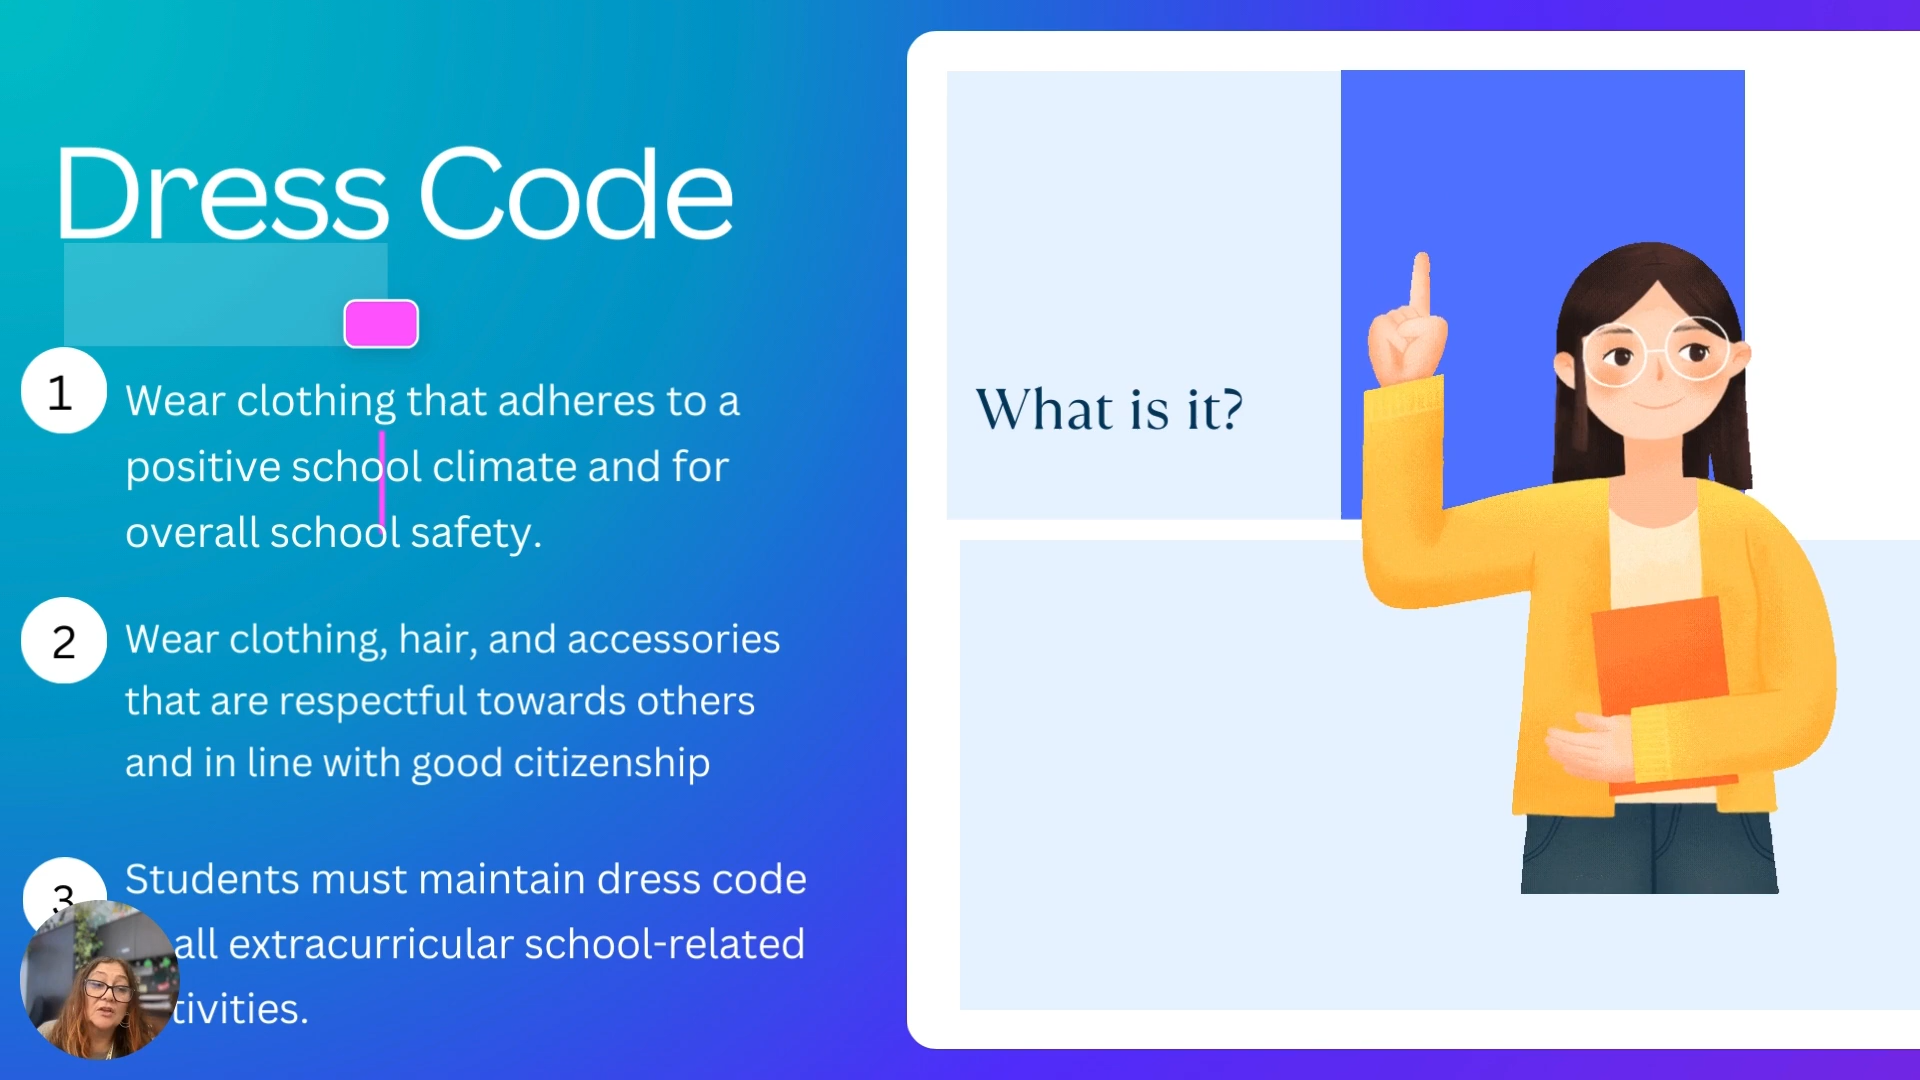 Dress Code
1
Wear clothing that adheres to a
positive school climate and for
overall school safety.
2
Wear clothing, hair, and accessories
that are respectful towards others
and in line with good citizenship
3
Students must maintain dress code
all extracurricular school-related
tivities.
What is it?